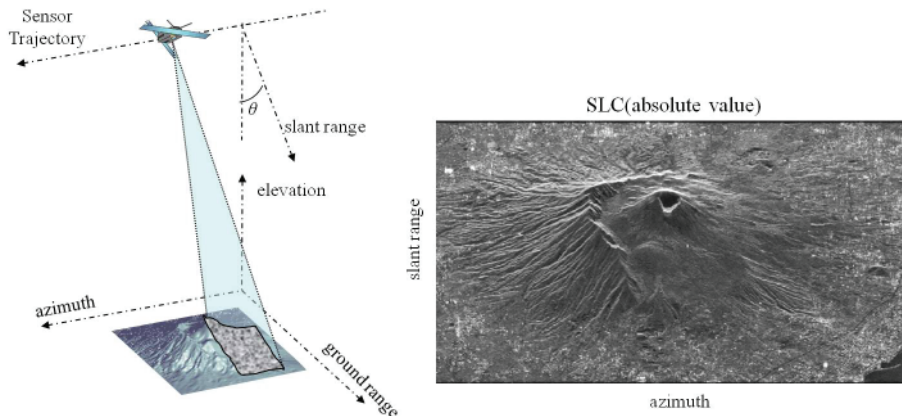 Sensor
Trajectory
θ
slant range
elevation
azimuth
ground range
SLC(absolute value)
slant range
azimuth